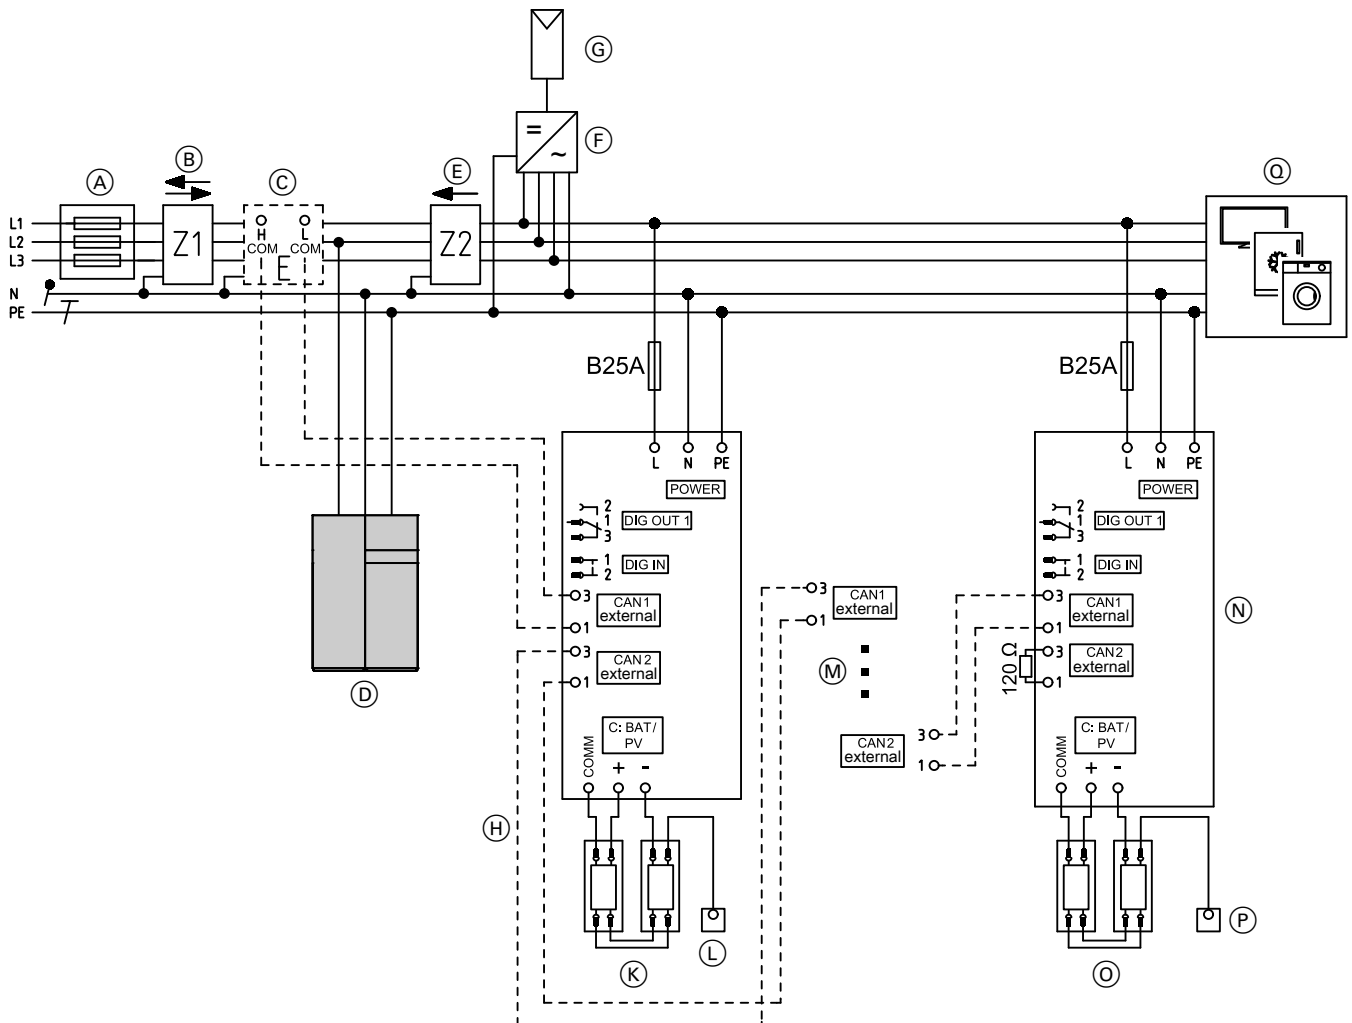 G
F
A
B
C
E
Q
L1
L2
L3
N
PE
Z1
H
COM
L
COM
E
Z2
=
~
B25A
B25A
L N PE
POWER
2
1
3
DIG OUT 1
1
2
DIG IN
3
1
CAN1
external
3
1
CAN2
external
C: BAT/
PV
COMM
+ -
D
H
K
L
3
1
CAN1
external
M
CAN2
external
3
1
L N PE
POWER
2
1
3
DIG OUT 1
1
2
DIG IN
3
1
CAN1
external
3
1
CAN2
external
120 Ω
C: BAT/
PV
COMM
+ -
N
O
P